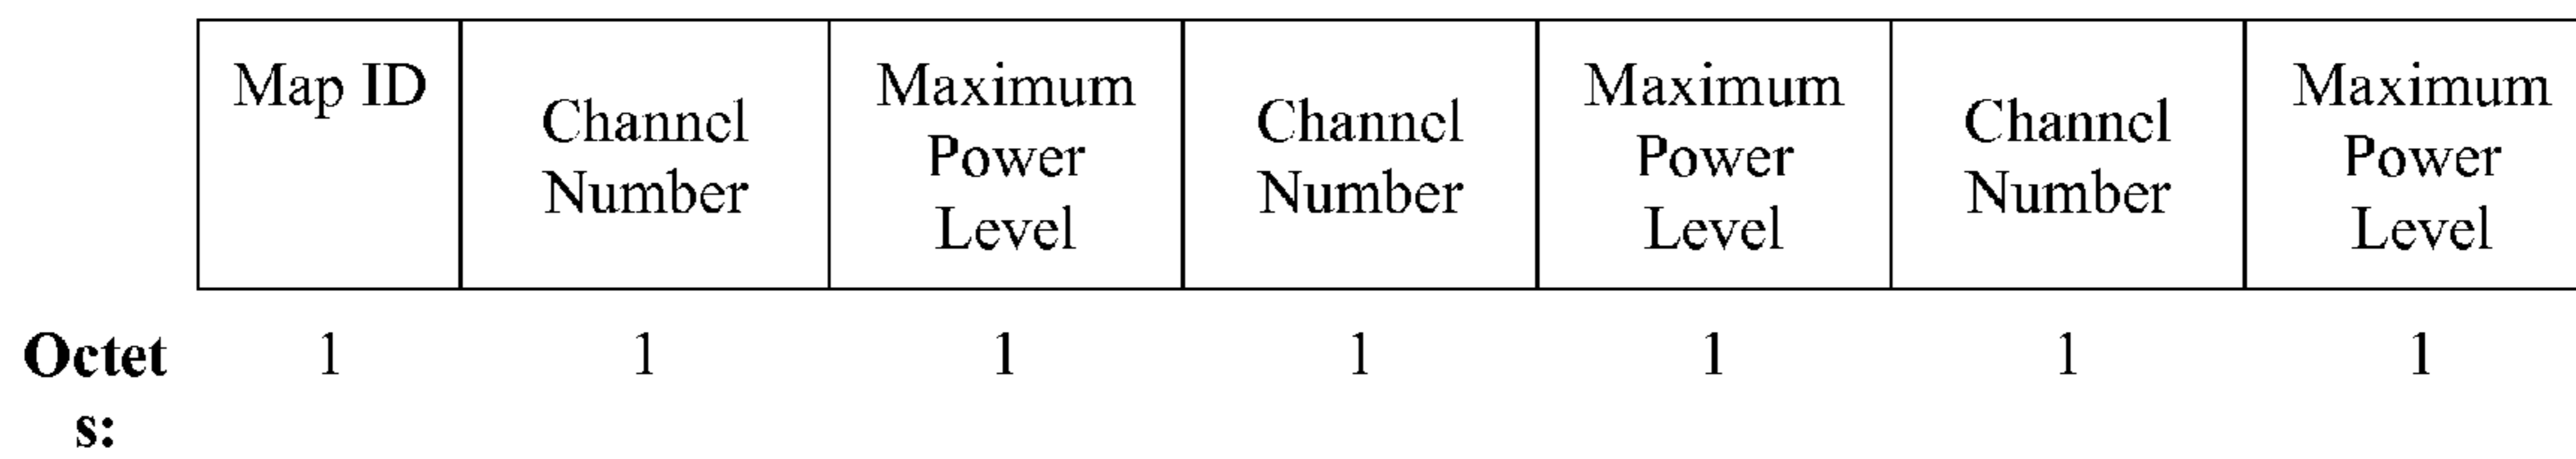 Map ID
Channel
Number
Maximum
Power
Level
Channel
Number
Maximum
Power
Level
Channel
Number
Maximum
Power
Level
Octet
s:
1 1 1 1 1 1 1